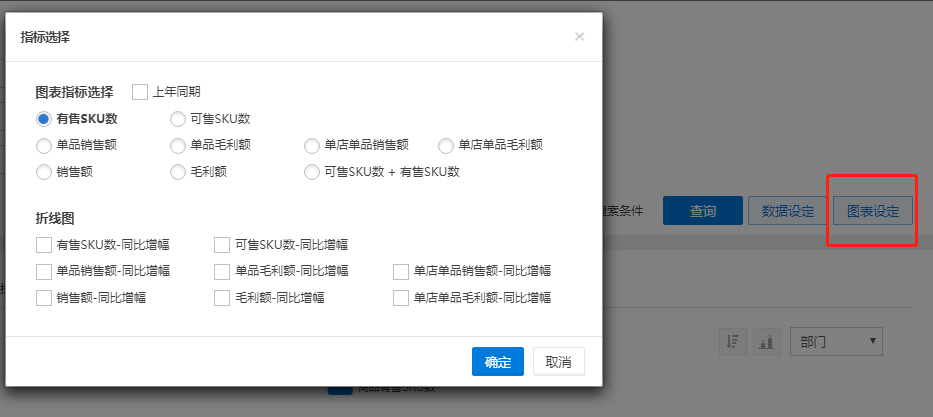 指标选择
图表指标选择 上年同期
有售SKU数 可售SKU数
单品销售额 单品毛利额 单店单品销售额 单店单品毛利额
销售额 毛利额 可售SKU数 + 有售SKU数
折线图
有售SKU数-同比增幅 可售SKU数-同比增幅
单品销售额-同比增幅 单品毛利额-同比增幅 单店单品销售额-同比增幅
销售额-同比增幅 毛利额-同比增幅 单店单品毛利额-同比增幅
确定 取消
索条件 查询 数据设定 图表设定
部门